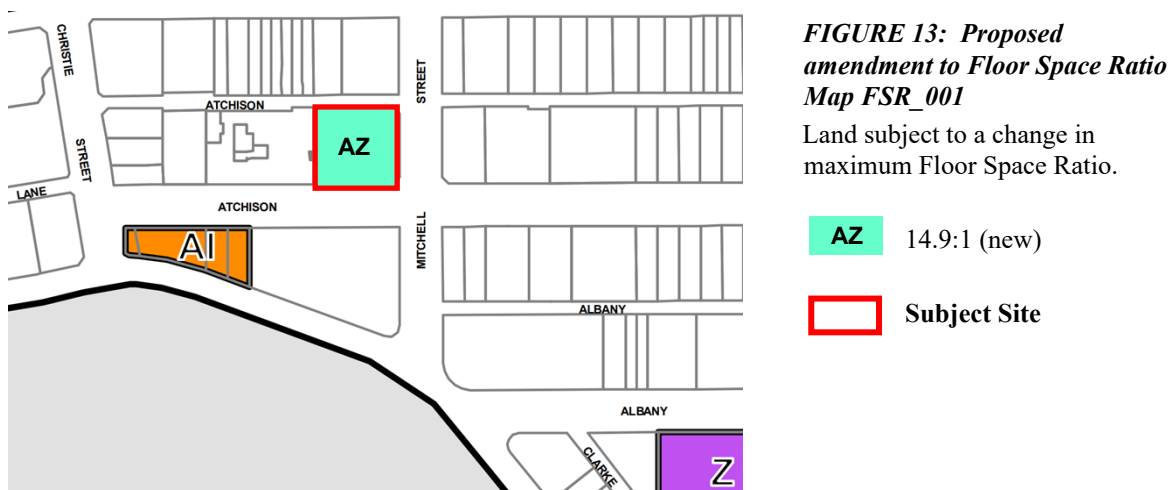 CHRISTIE
STREET
ATCHISON
STREET
AZ
LANE
ATCHISON
MITCHELL
AI
ALBANY
ALBANY
CLARKE
Z
FIGURE 13: Proposed
amendment to Floor Space Ratio
Map FSR_001
Land subject to a change in
maximum Floor Space Ratio.
AZ 14.9:1 (new)
Subject Site